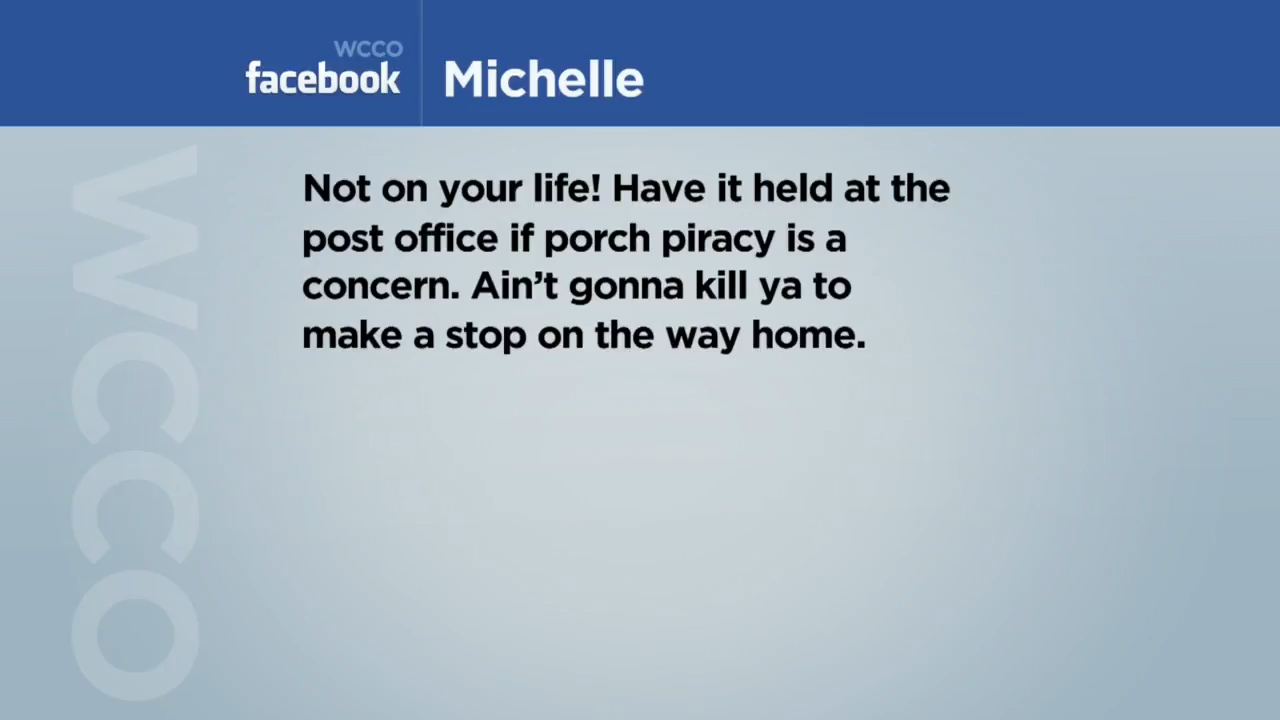 WCCO
facebook
Michelle
Not on your life! Have it held at the
post office if porch piracy is a
concern. Ain’t gonna kill ya to
make a stop on the way home.
WCCO